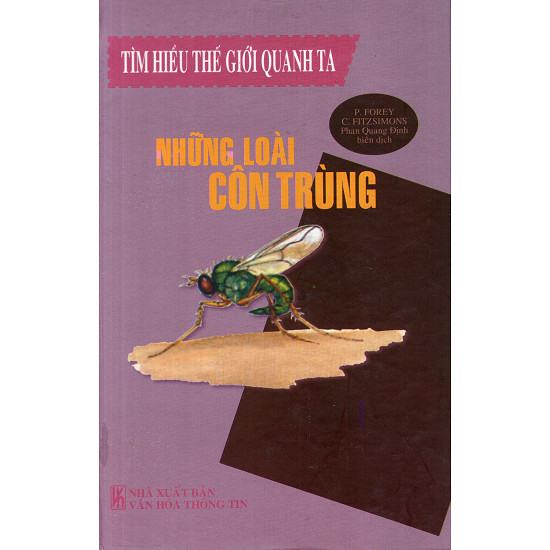 TÌM HIỂU THẾ GIỚI QUANH TA
P. FOREY
C. FITZSIMONS
Phan Quang Định
biên dịch
NHỮNG LOÀI
CÔN TRÙNG
NHÀ XUẤT BẢN
VĂN HÓA THÔNG TIN